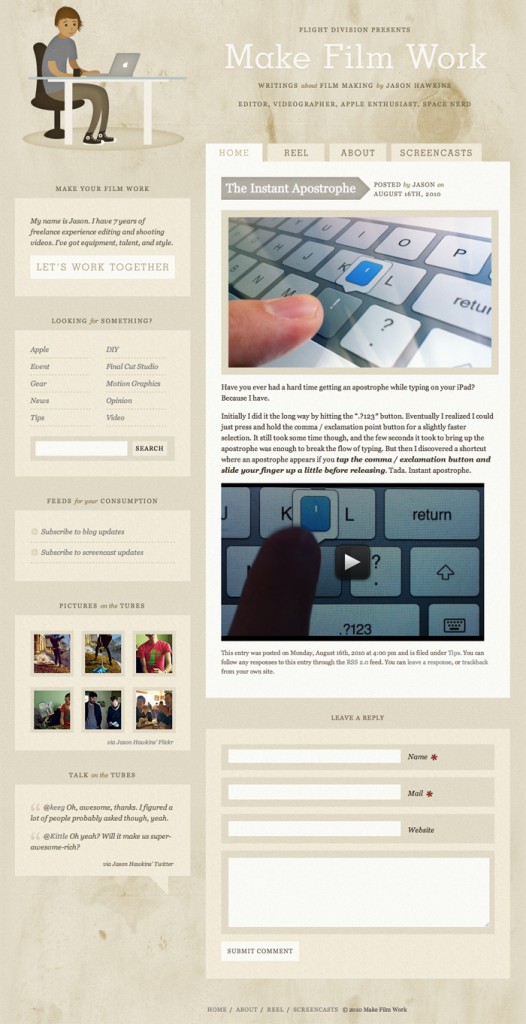 FLIGHT DIVISION PRESENTS
Make Film Work
WRITINGS about FILM MAKING by JASON HAWKINS
EDITOR, VIDEOGRAPHER, APPLE ENTHUSIAST, SPACE NERD
HOME
REEL
ABOUT
SCREENCASTS
MAKE YOUR FILM WORK
My name is Jason. I have 7 years of
freelance experience editing and shooting
videos. I've got equipment, talent, and style.
LET'S WORK TOGETHER
LOOKING for SOMETHING?
Apple
DIY
Event
Final Cut Studio
Gear
Motion Graphics
News
Opinion
Tips
Video
SEARCH
FEEDS for your CONSUMPTION
Subscribe to blog updates
Subscribe to screencast updates
PICTURES on the TUBES
via Jason Hawkins' Flickr
TALK on the TUBES
@keeg Oh, awesome, thanks. I figured a
lot of people probably asked though, yeah.
@Kittle Oh yeah? Will it make us super-
awesome-rich?
via Jason Hawkins' Twitter
The Instant Apostrophe
POSTED by JASON on
AUGUST 16TH, 2010
U
I
O
P
K
L
retur
?
Have you ever had a hard time getting an apostrophe while typing on your iPad?
Because I have.
Initially I did it the long way by hitting the ".?123" button. Eventually I realized I could
just press and hold the comma / exclamation point button for a slightly faster
selection. It still took some time though, and the few seconds it took to bring up the
apostrophe was enough to break the flow of typing. But then I discovered a shortcut
where an apostrophe appears if you tap the comma / exclamation button and
slide your finger up a little before releasing. Tada. Instant apostrophe.
J
K
L
return
?
.?123
This entry was posted on Monday, August 16th, 2010 at 4:00 pm and is filed under Tips. You can
follow any responses to this entry through the RSS 2.0 feed. You can leave a response, or trackback
from your own site.
LEAVE A REPLY
Name *
Mail *
Website
SUBMIT COMMENT
HOME / ABOUT / REEL / SCREENCASTS © 2010 Make Film Work